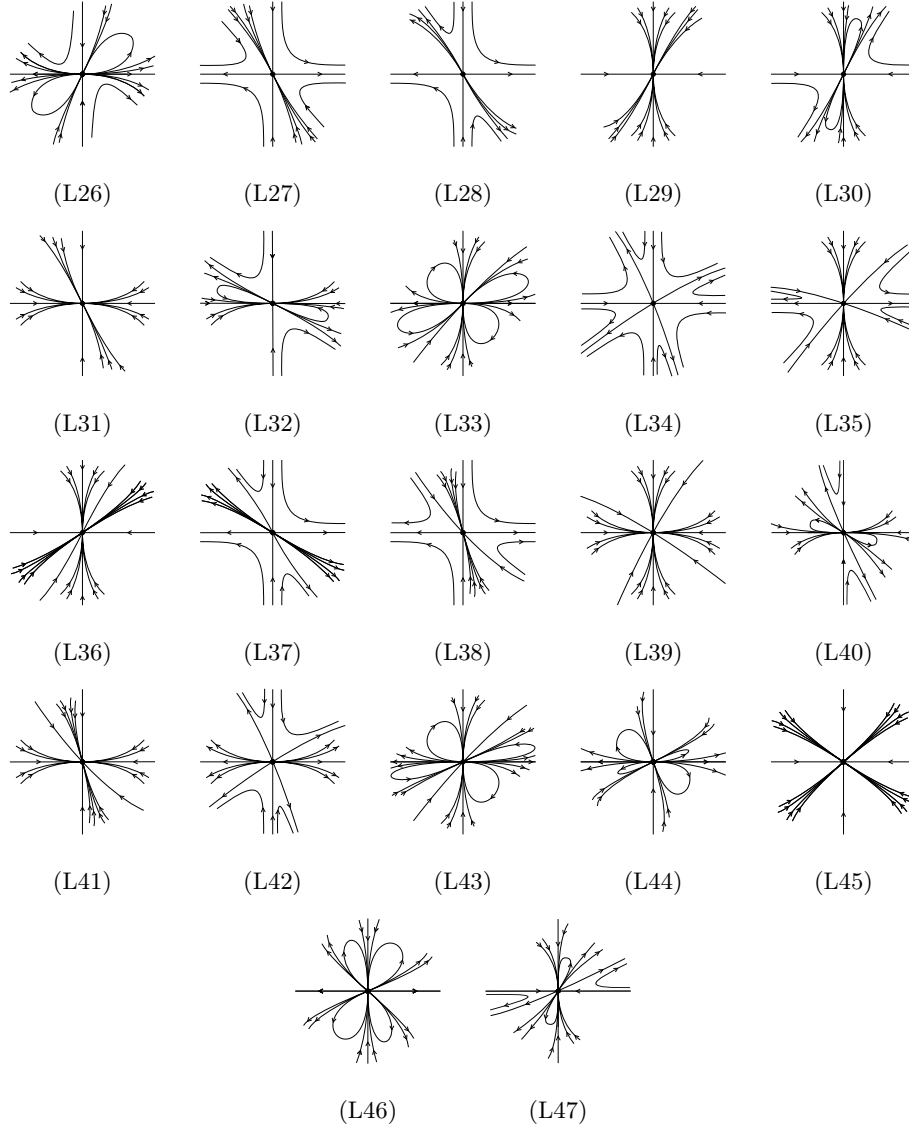 (L26) (L27) (L28) (L29) (L30)
(L31) (L32) (L33) (L34) (L35)
(L36) (L37) (L38) (L39) (L40)
(L41) (L42) (L43) (L44) (L45)
(L46) (L47)